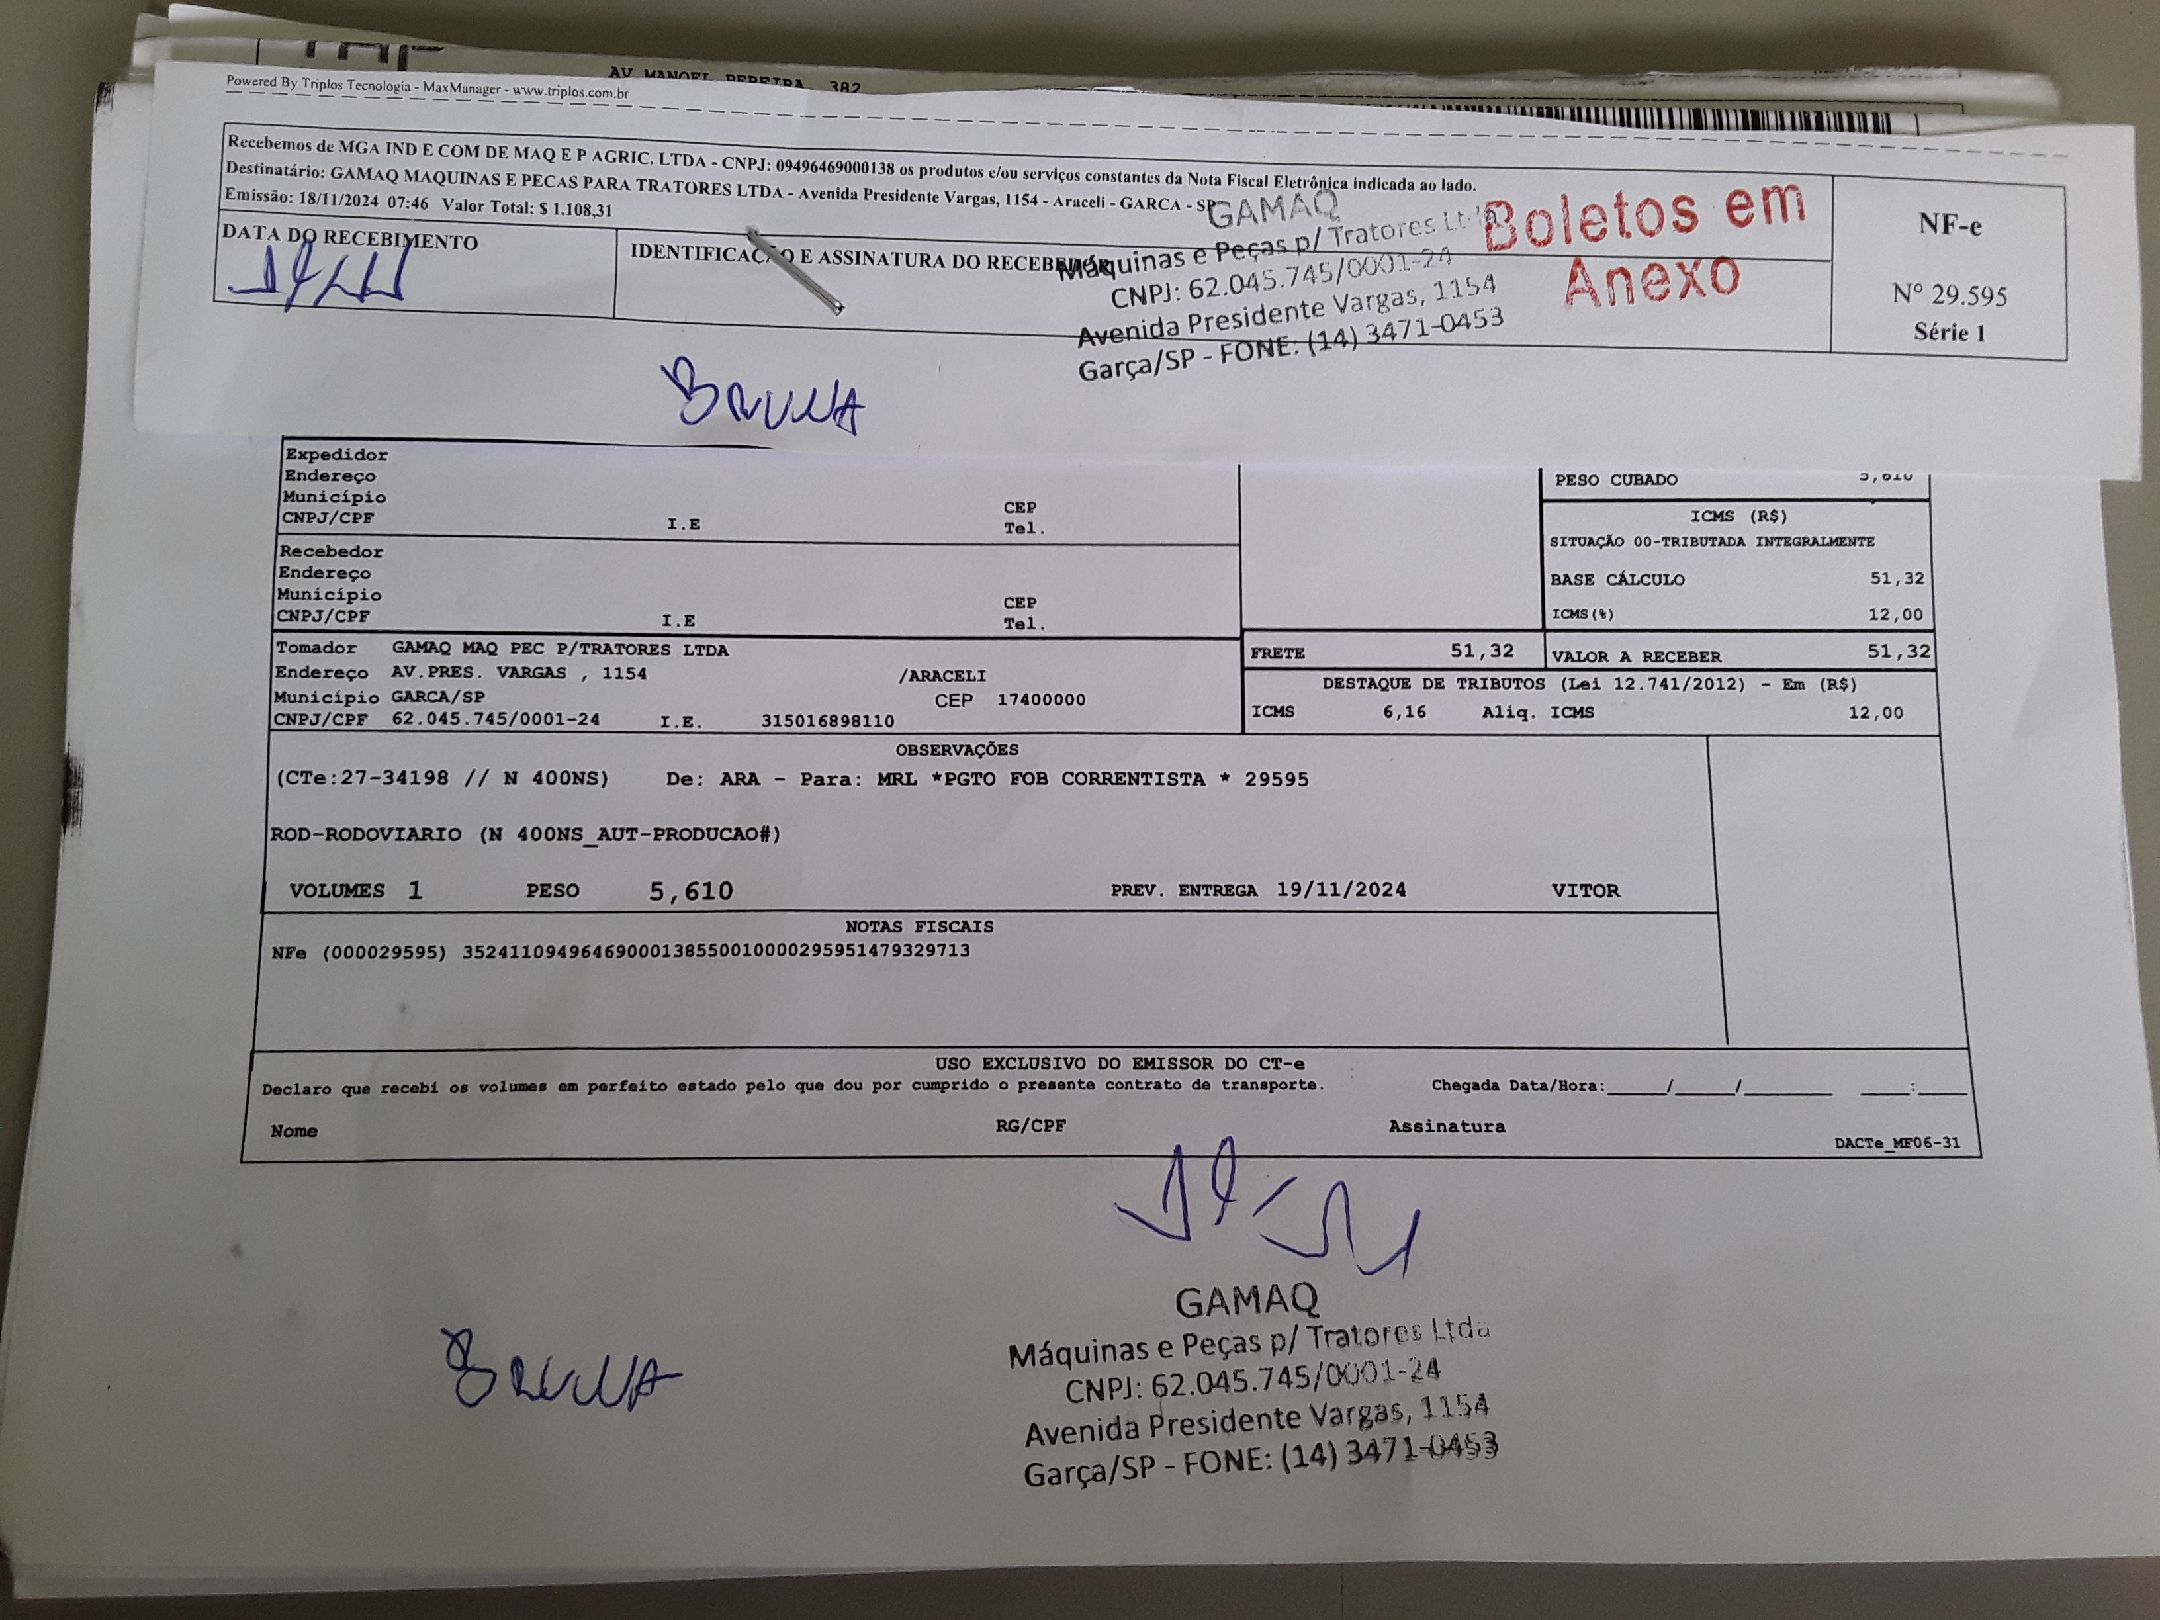 AV MANOEL PEREIRA, 382
Powered By Triplos Tecnologia - MaxManager - www.triplos.com.br
Recebemos de MGA IND E COM DE MAQ E P AGRIC. LTDA - CNPJ: 09496469000138 os produtos e/ou serviços constantes da Nota Fiscal Eletrônica indicada ao lado.
Destinatário: GAMAQ MAQUINAS E PECAS PARA TRATORES LTDA - Avenida Presidente Vargas, 1154 - Araceli - GARCA - SP
Emissão: 18/11/2024 07:46 Valor Total: $ 1.108,31
DATA DO RECEBIMENTO
IDENTIFICAÇÃO E ASSINATURA DO RECEBEDOR
GAMAQ
Máquinas e Peças p/ Tratores Ltda
CNPJ: 62.045.745/0001-24
Avenida Presidente Vargas, 1154
Garça/SP - FONE: (14) 3471-0453
Boletos em
Anexo
NF-e
Nº 29.595
Série 1
BRUNA
Expedidor
Endereço
Município CEP
CNPJ/CPF I.E Tel.
Recebedor
Endereço
Município CEP
CNPJ/CPF I.E Tel.
PESO CUBADO 5,610
ICMS (R$)
SITUAÇÃO 00-TRIBUTADA INTEGRALMENTE
BASE CÁLCULO 51,32
ICMS(%) 12,00
Tomador GAMAQ MAQ PEC P/TRATORES LTDA
Endereço AV.PRES. VARGAS , 1154 /ARACELI
Município GARCA/SP CEP 17400000
CNPJ/CPF 62.045.745/0001-24 I.E. 315016898110
FRETE 51,32 VALOR A RECEBER 51,32
DESTAQUE DE TRIBUTOS (Lei 12.741/2012) - Em (R$)
ICMS 6,16 Aliq. ICMS 12,00
OBSERVAÇÕES
(CTe:27-34198 // N 400NS) De: ARA - Para: MRL *PGTO FOB CORRENTISTA * 29595
ROD-RODOVIARIO (N 400NS_AUT-PRODUCAO#)
VOLUMES 1 PESO 5,610 PREV. ENTREGA 19/11/2024 VITOR
NOTAS FISCAIS
NFe (000029595) 35241109496469000138550010000295951479329713
USO EXCLUSIVO DO EMISSOR DO CT-e
Declaro que recebi os volumes em perfeito estado pelo que dou por cumprido o presente contrato de transporte. Chegada Data/Hora:_____/_____/_______ ____:____
Nome RG/CPF Assinatura
DACTe_MF06-31
GAMAQ
Máquinas e Peças p/ Tratores Ltda
CNPJ: 62.045.745/0001-24
Avenida Presidente Vargas, 1154
Garça/SP - FONE: (14) 3471-0453
BRUNA